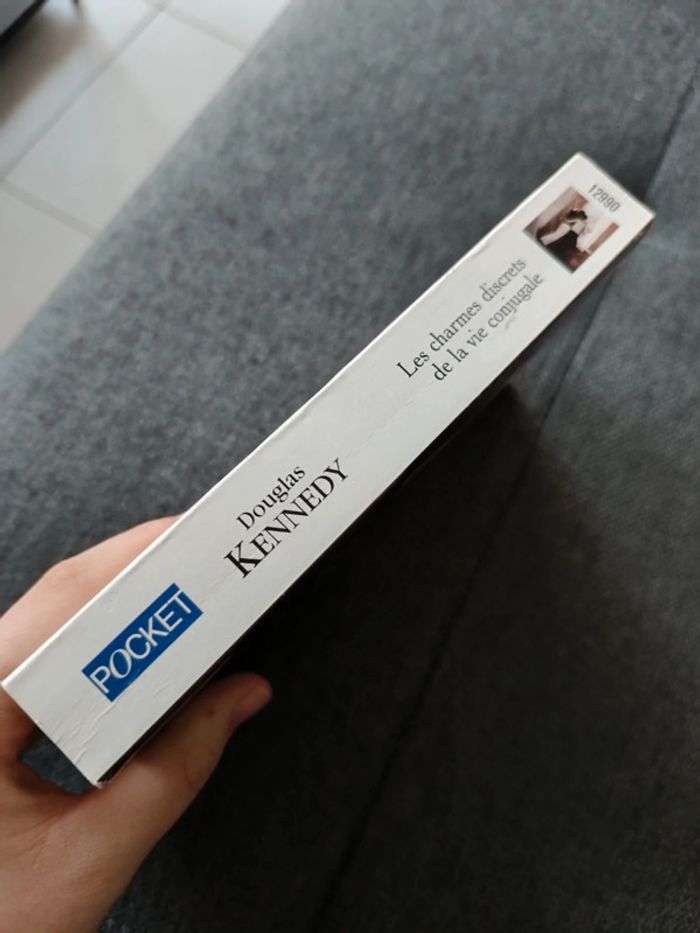 12990
Les charmes discrets
de la vie conjugale
Douglas
KENNEDY
POCKET